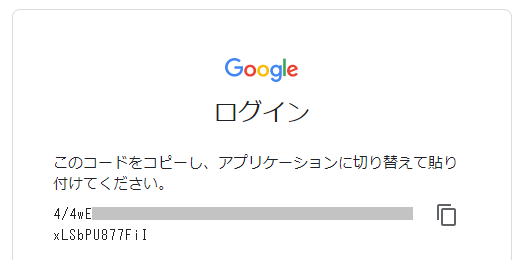 Google
ログイン
このコードをコピーし、アプリケーションに切り替えて貼り
付けてください。
4/4wE
xLSbPU877FiI